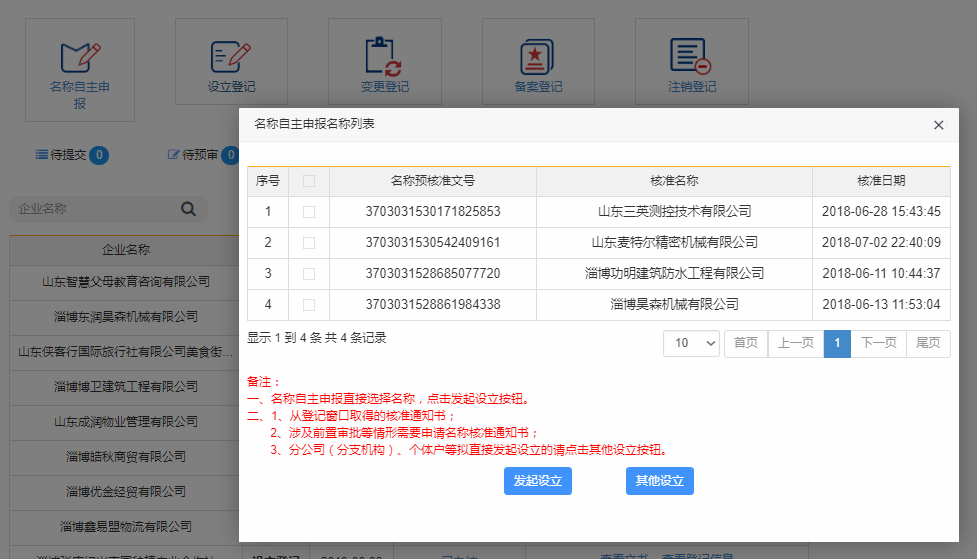 名称自主申
报
设立登记
变更登记
备案登记
注销登记
待提交 0
待预审 0
企业名称
企业名称
山东智慧父母教育咨询有限公司
淄博东润昊森机械有限公司
山东侠客行国际旅行社有限公司美食街…
淄博博卫建筑工程有限公司
山东成润物业管理有限公司
淄博皓秋商贸有限公司
淄博优金经贸有限公司
淄博鑫易盟物流有限公司
名称自主申报名称列表 ×
序号 名称预核准文号 核准名称 核准日期
1 3703031530171825853 山东三英测控技术有限公司 2018-06-28 15:43:45
2 3703031530542409161 山东麦特尔精密机械有限公司 2018-07-02 22:40:09
3 3703031528685077720 淄博功明建筑防水工程有限公司 2018-06-11 10:44:37
4 3703031528861984338 淄博昊森机械有限公司 2018-06-13 11:53:04
显示 1 到 4 条 共 4 条记录 10 首页 上一页 1 下一页 尾页
备注：
一、名称自主申报直接选择名称，点击发起设立按钮。
二、1、从登记窗口取得的核准通知书；
2、涉及前置审批等情形需要申请名称核准通知书；
3、分公司（分支机构）、个体户等拟直接发起设立的请点击其他设立按钮。
发起设立 其他设立